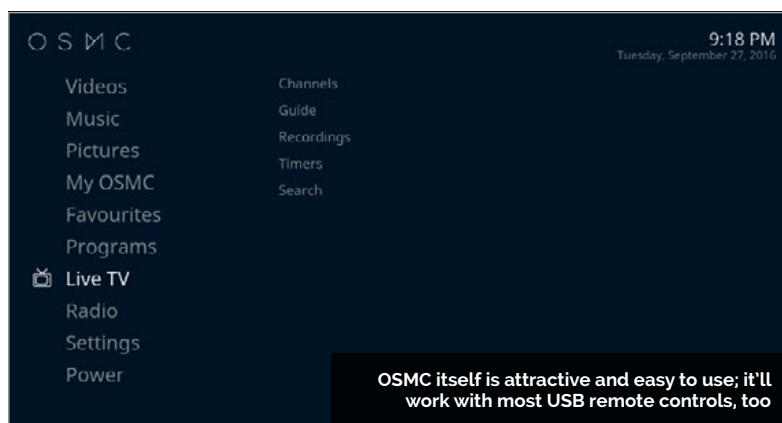 OSMC
9:18 PM
Tuesday, September 27, 2016
Videos
Music
Pictures
My OSMC
Favourites
Programs
Live TV
Radio
Settings
Power
Channels
Guide
Recordings
Timers
Search
OSMC itself is attractive and easy to use; it'll
work with most USB remote controls, too